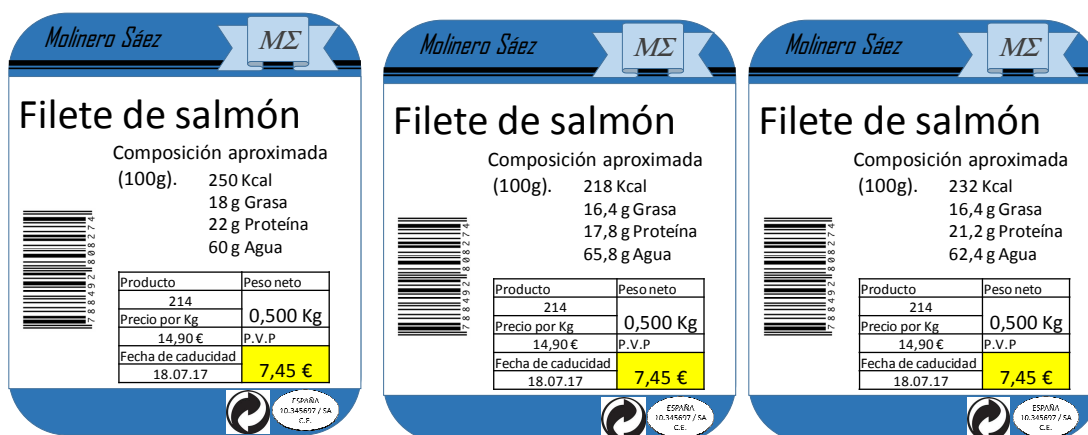 Molinero Sáez
ΜΣ
Filete de salmón
Composición aproximada
(100g).
250 Kcal
18 g Grasa
22 g Proteína
60 g Agua
788492808274
Producto
Peso neto
214
0,500 Kg
Precio por Kg
14,90 €
P.V.P
Fecha de caducidad
7,45 €
18.07.17
ESPAÑA
10.345697 / SA
C.E.
Molinero Sáez
ΜΣ
Filete de salmón
Composición aproximada
(100g).
218 Kcal
16,4 g Grasa
17,8 g Proteína
65,8 g Agua
788492808274
Producto
Peso neto
214
0,500 Kg
Precio por Kg
14,90 €
P.V.P
Fecha de caducidad
7,45 €
18.07.17
ESPAÑA
10.345697 / SA
C.E.
Molinero Sáez
ΜΣ
Filete de salmón
Composición aproximada
(100g).
232 Kcal
16,4 g Grasa
21,2 g Proteína
62,4 g Agua
788492808274
Producto
Peso neto
214
0,500 Kg
Precio por Kg
14,90 €
P.V.P
Fecha de caducidad
7,45 €
18.07.17
ESPAÑA
10.345697 / SA
C.E.